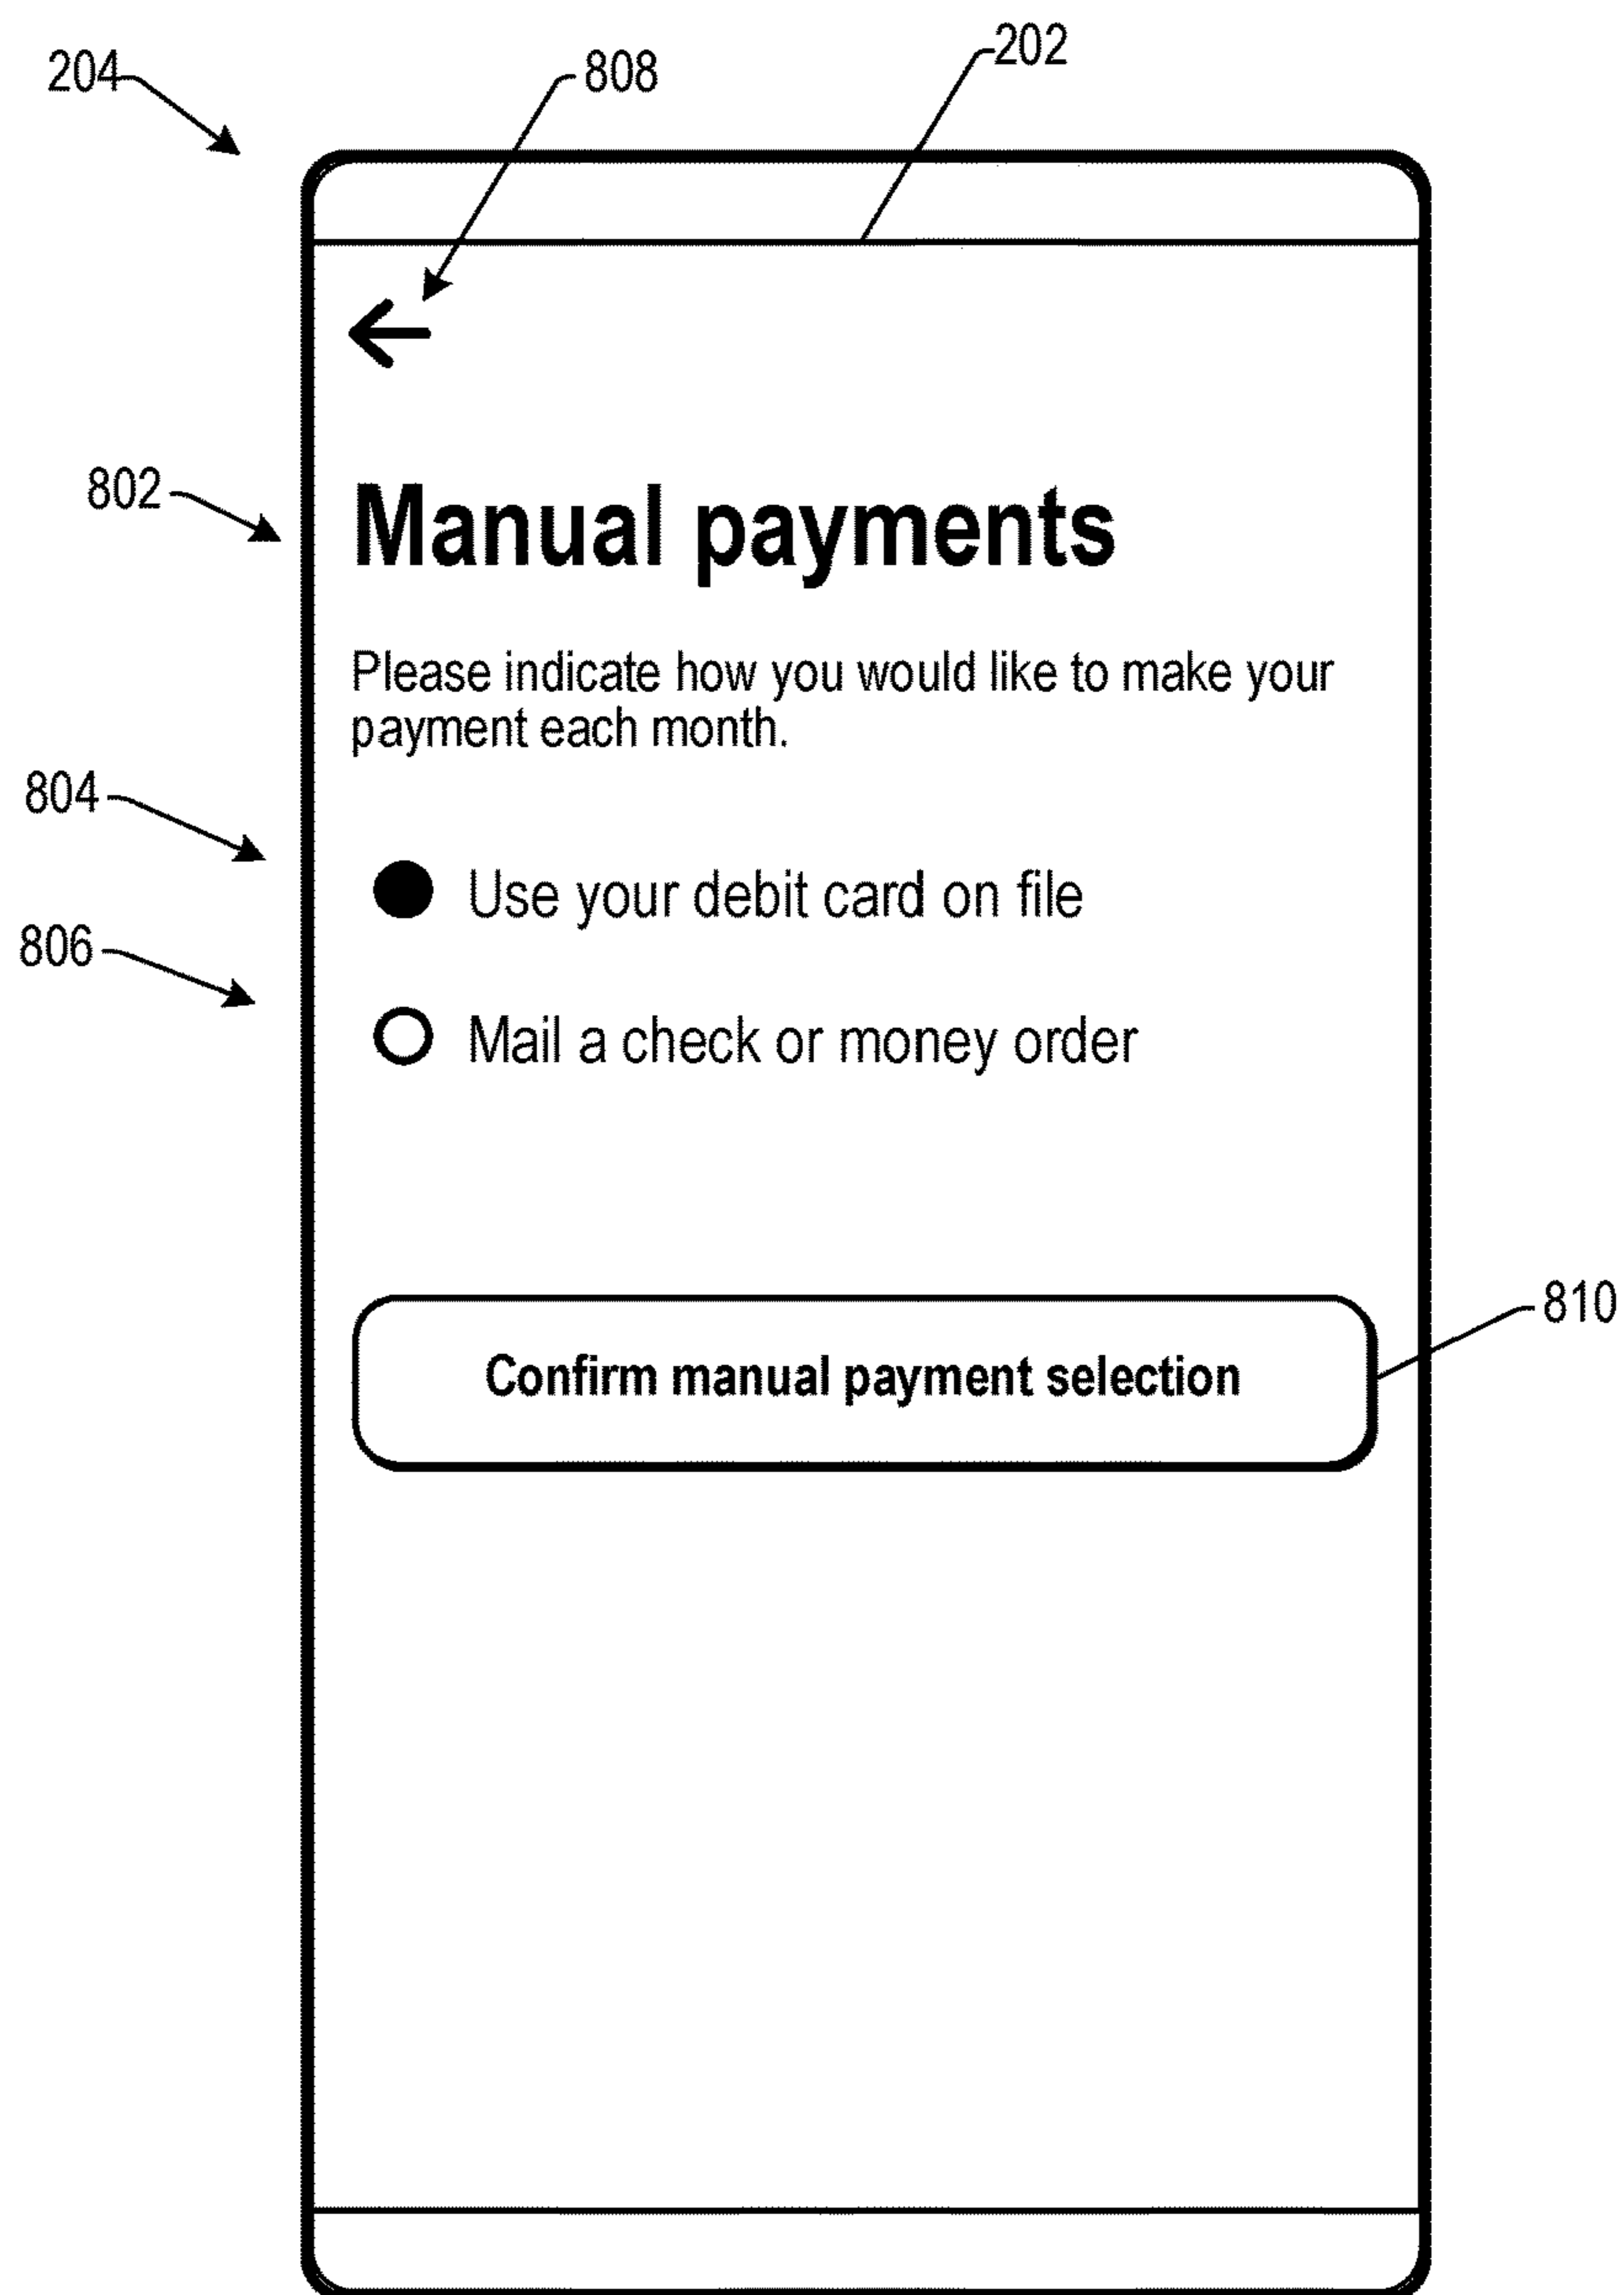 202
204
808
802
Manual payments
Please indicate how you would like to make your
payment each month.
804
Use your debit card on file
806
Mail a check or money order
810
Confirm manual payment selection